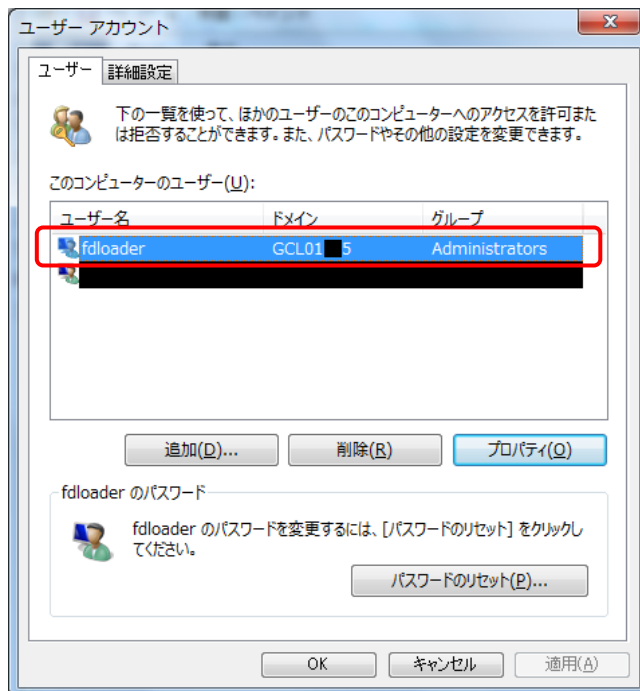 ユーザー アカウント
ユーザー 詳細設定
下の一覧を使って、ほかのユーザーのこのコンピューターへのアクセスを許可また
は拒否することができます。また、パスワードやその他の設定を変更できます。
このコンピューターのユーザー(U):
ユーザー名 ドメイン グループ
fdloader GCL01 5 Administrators
追加(D)... 削除(R) プロパティ(O)
fdloader のパスワード
fdloader のパスワードを変更するには、[パスワードのリセット] をクリックし
てください。
パスワードのリセット(P)...
OK キャンセル 適用(A)